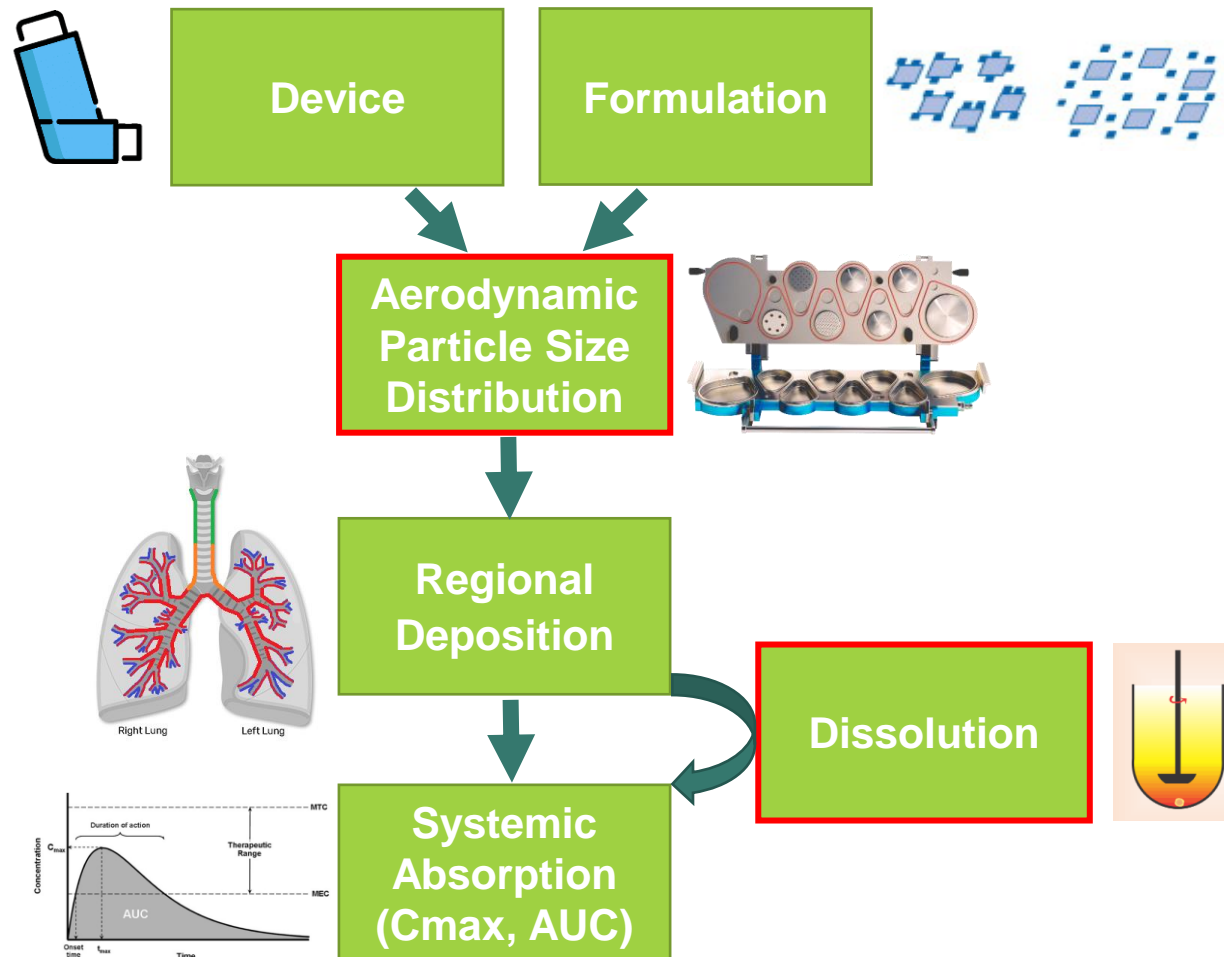 Device
Formulation
Aerodynamic
Particle Size
Distribution
Regional
Deposition
Right Lung
Left Lung
Dissolution
Systemic
Absorption
(Cmax, AUC)
MTC
Duration of action
Therapeutic
Range
Cmax
Concentration
MEC
AUC
Onset
time
tmax
Time